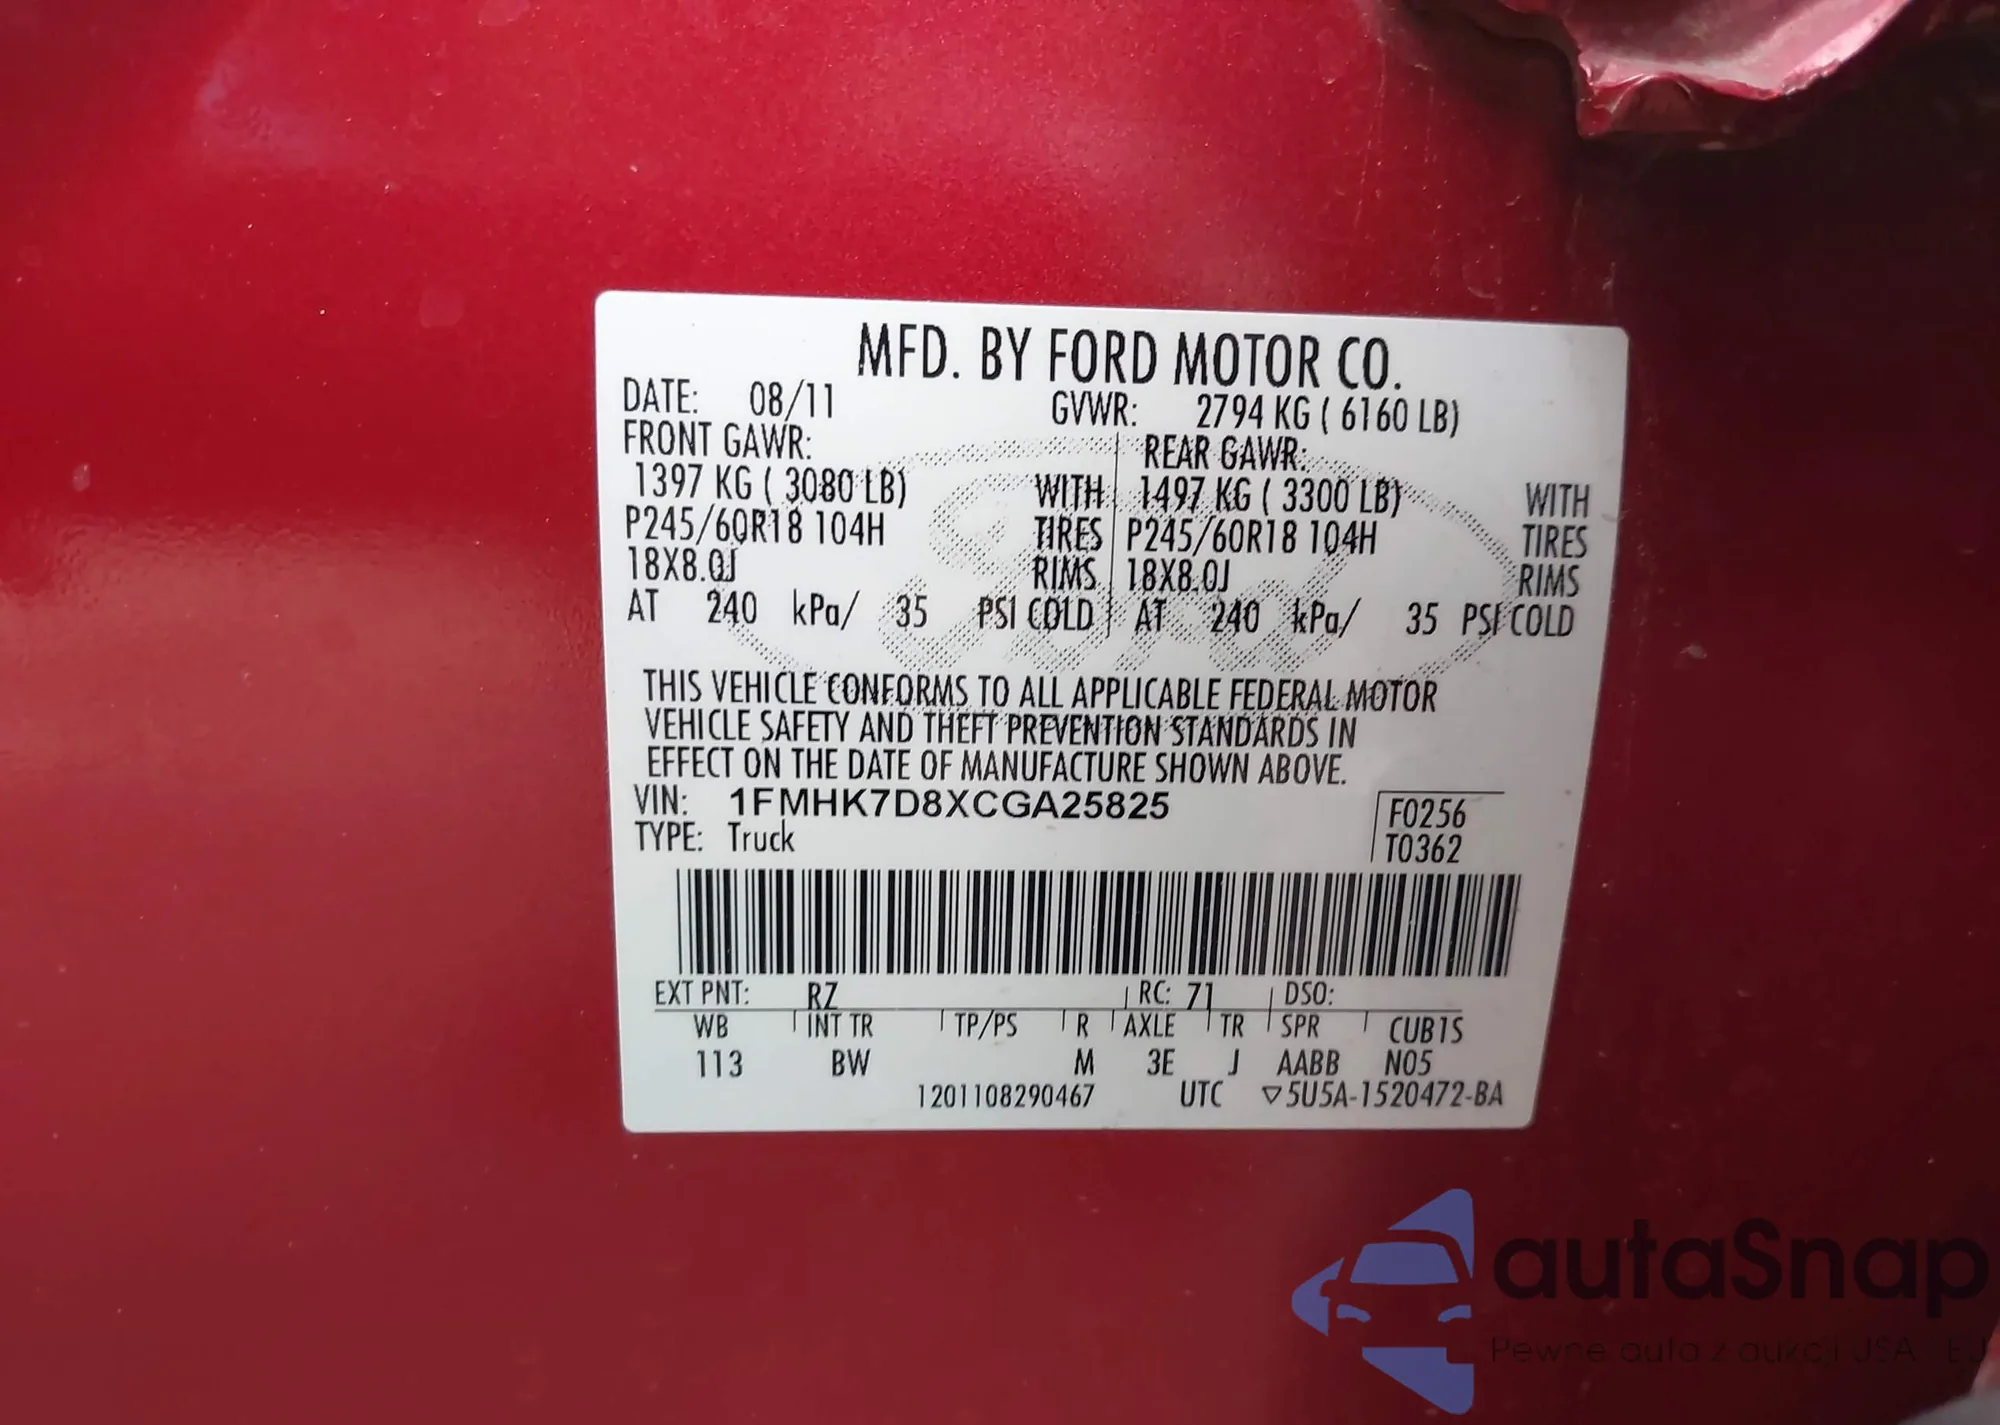 MFD. BY FORD MOTOR CO.
DATE: 08/11 GVWR: 2794 KG ( 6160 LB)
FRONT GAWR: REAR GAWR:
1397 KG ( 3080 LB) WITH 1497 KG ( 3300 LB) WITH
P245/60R18 104H TIRES P245/60R18 104H TIRES
18X8.0J RIMS 18X8.0J RIMS
AT 240 kPa/ 35 PSI COLD AT 240 kPa/ 35 PSI COLD
THIS VEHICLE CONFORMS TO ALL APPLICABLE FEDERAL MOTOR
VEHICLE SAFETY AND THEFT PREVENTION STANDARDS IN
EFFECT ON THE DATE OF MANUFACTURE SHOWN ABOVE.
VIN: 1FMHK7D8XCGA25825 F0256
TYPE: Truck T0362
EXT PNT: RZ RC: 71 DSO:
WB INT TR TP/PS R AXLE TR SPR CUB1S
113 BW M 3E J AABB N05
1201108290467 UTC ▽5U5A-1520472-BA
autaSnap
Pewne auta z aukcji USA EU